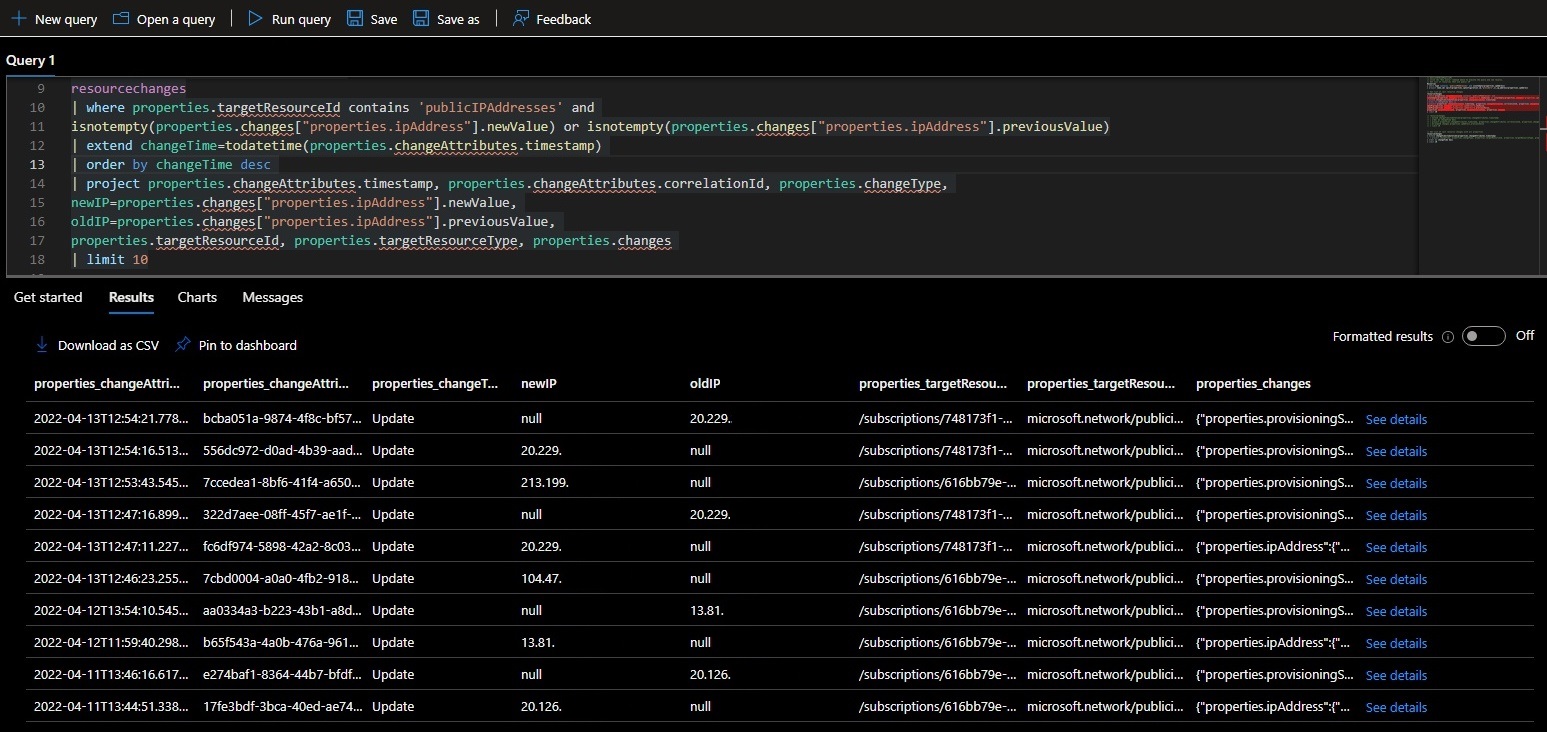 New query Open a query Run query Save Save as Feedback
Query 1
9 resourcechanges
10 | where properties.targetResourceId contains 'publicIPAddresses' and
11 isnotempty(properties.changes["properties.ipAddress"].newValue) or isnotempty(properties.changes["properties.ipAddress"].previousValue)
12 | extend changeTime=todatetime(properties.changeAttributes.timestamp)
13 | order by changeTime desc
14 | project properties.changeAttributes.timestamp, properties.changeAttributes.correlationId, properties.changeType,
15 newIP=properties.changes["properties.ipAddress"].newValue,
16 oldIP=properties.changes["properties.ipAddress"].previousValue,
17 properties.targetResourceId, properties.targetResourceType, properties.changes
18 | limit 10
Get started Results Charts Messages
Download as CSV Pin to dashboard Formatted results Off
properties_changeAttri... properties_changeAttri... properties_changeT... newIP oldIP properties_targetResou... properties_targetResou... properties_changes
2022-04-13T12:54:21.778... bcba051a-9874-4f8c-bf57... Update null 20.229.. /subscriptions/748173f1-... microsoft.network/publici... {"properties.provisioningS... See details
2022-04-13T12:54:16.513... 556dc972-d0ad-4b39-aad... Update 20.229. null /subscriptions/748173f1-... microsoft.network/publici... {"properties.provisioningS... See details
2022-04-13T12:53:43.545... 7ccedea1-8bf6-41f4-a650... Update 213.199. null /subscriptions/616bb79e-... microsoft.network/publici... {"properties.provisioningS... See details
2022-04-13T12:47:16.899... 322d7aee-08ff-45f7-ae1f-... Update null 20.229. /subscriptions/748173f1-... microsoft.network/publici... {"properties.provisioningS... See details
2022-04-13T12:47:11.227... fc6df974-5898-42a2-8c03... Update 20.229. null /subscriptions/748173f1-... microsoft.network/publici... {"properties.ipAddress":{"... See details
2022-04-13T12:46:23.255... 7cbd0004-a0a0-4fb2-918... Update 104.47. null /subscriptions/616bb79e-... microsoft.network/publici... {"properties.provisioningS... See details
2022-04-12T13:54:10.545... aa0334a3-b223-43b1-a8d... Update null 13.81. /subscriptions/616bb79e-... microsoft.network/publici... {"properties.provisioningS... See details
2022-04-12T11:59:40.298... b65f543a-4a0b-476a-961... Update 13.81. null /subscriptions/616bb79e-... microsoft.network/publici... {"properties.ipAddress":{"... See details
2022-04-11T13:46:16.617... e274baf1-8364-44b7-bfdf... Update null 20.126. /subscriptions/616bb79e-... microsoft.network/publici... {"properties.provisioningS... See details
2022-04-11T13:44:51.338... 17fe3bdf-3bca-40ed-ae74... Update 20.126. null /subscriptions/616bb79e-... microsoft.network/publici... {"properties.ipAddress":{"... See details